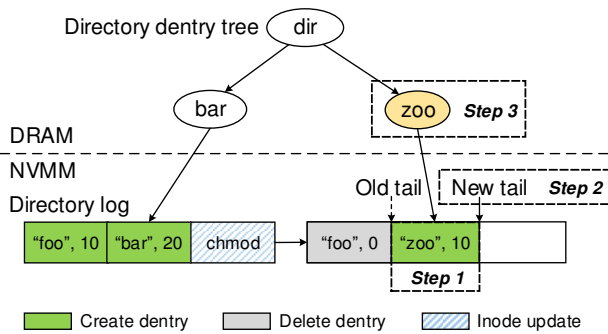 Directory dentry tree
dir
bar
zoo
Step 3
DRAM
NVMM
Old tail
New tail
Step 2
Directory log
“foo”, 10
“bar”, 20
chmod
“foo”, 0
“zoo”, 10
Step 1
Create dentry
Delete dentry
Inode update